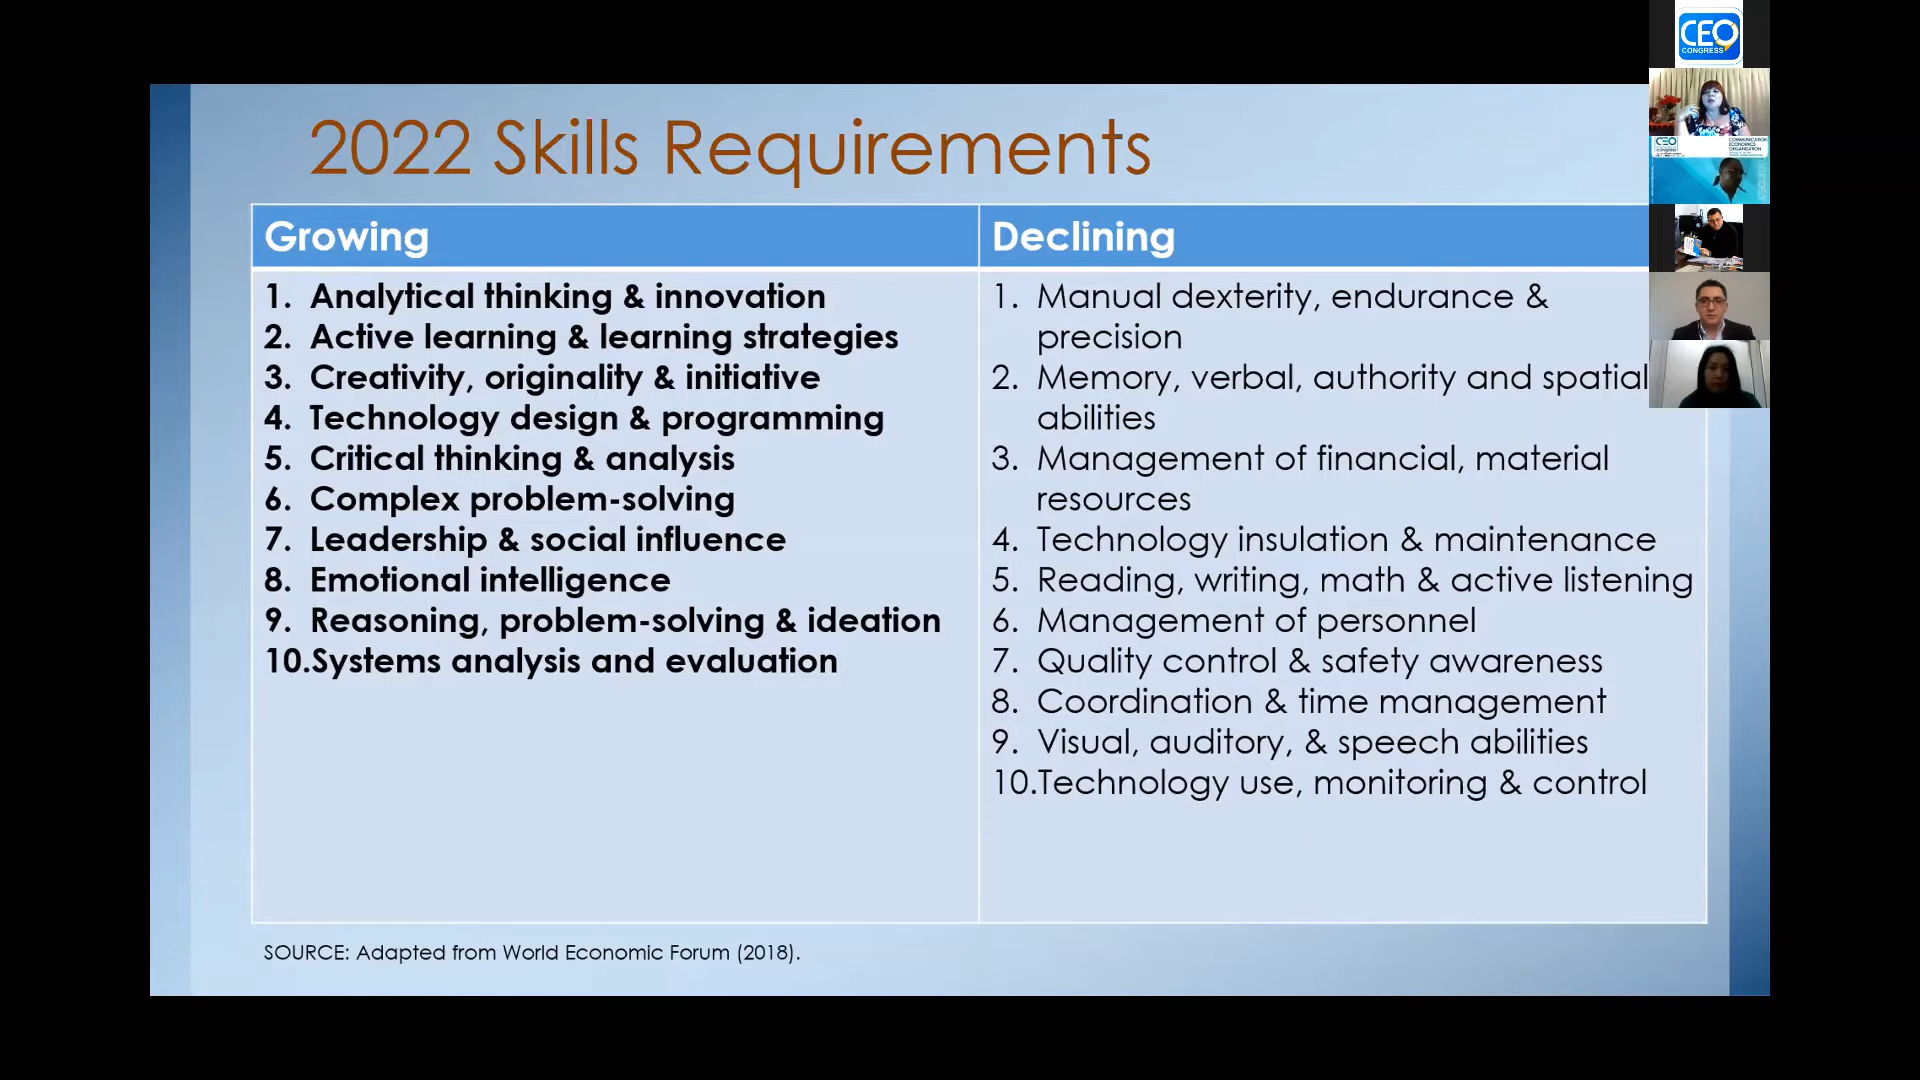 2022 Skills Requirements
Growing
1. Analytical thinking & innovation
2. Active learning & learning strategies
3. Creativity, originality & initiative
4. Technology design & programming
5. Critical thinking & analysis
6. Complex problem-solving
7. Leadership & social influence
8. Emotional intelligence
9. Reasoning, problem-solving & ideation
10.Systems analysis and evaluation
Declining
1. Manual dexterity, endurance &
precision
2. Memory, verbal, authority and spatial
abilities
3. Management of financial, material
resources
4. Technology insulation & maintenance
5. Reading, writing, math & active listening
6. Management of personnel
7. Quality control & safety awareness
8. Coordination & time management
9. Visual, auditory, & speech abilities
10.Technology use, monitoring & control
SOURCE: Adapted from World Economic Forum (2018).
CEO
CONGRESS
CEO
CONGRESS
COMMUNICATION
ECONOMICS
ORGANIZATION